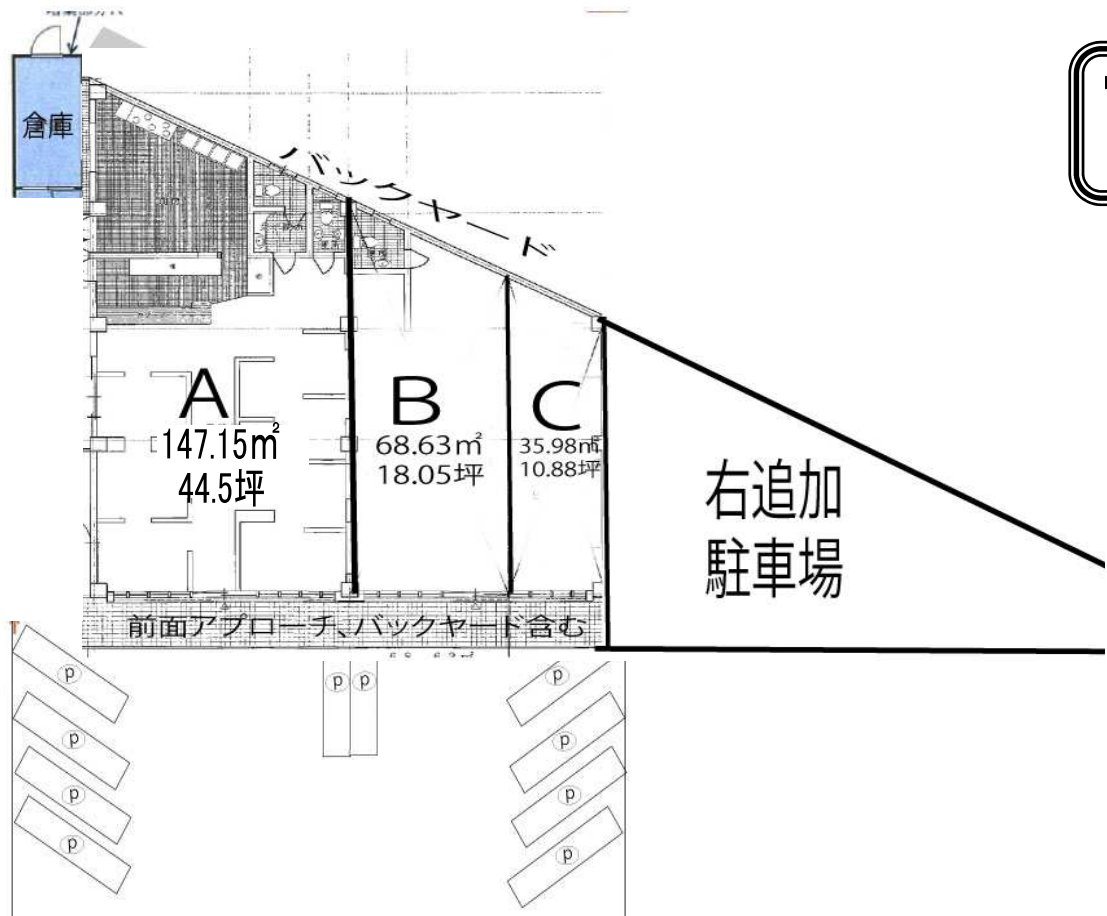 倉庫
バックヤード
A
147.15㎡
44.5坪
B
68.63㎡
18.05坪
C
35.98㎡
10.88坪
右追加
駐車場
前面アプローチ、バックヤード含む
p
p
p
p
p
p
p
p
p
p